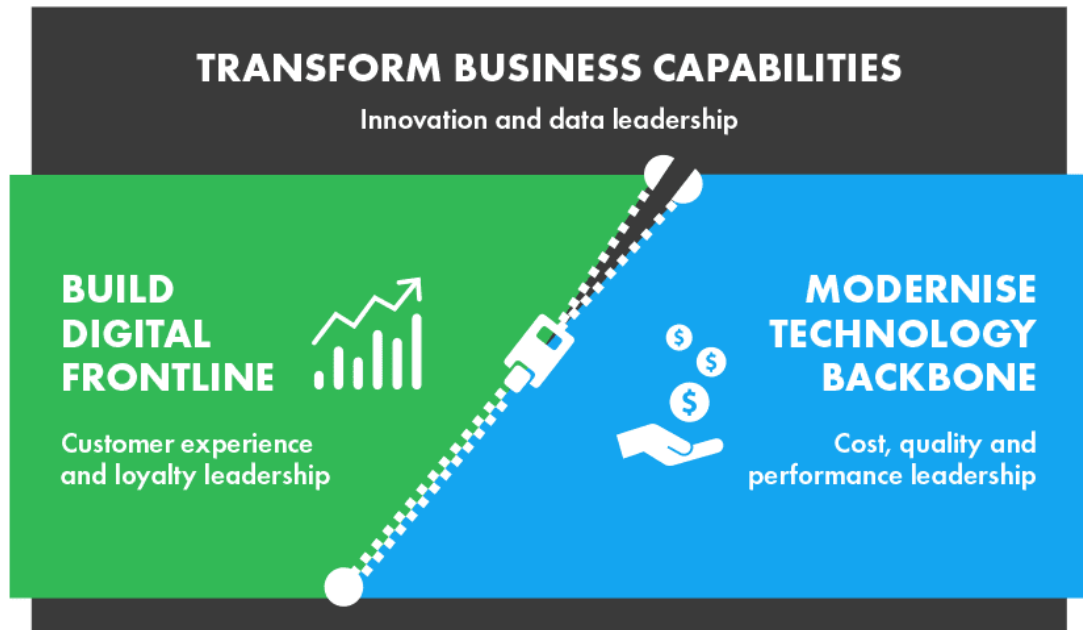 TRANSFORM BUSINESS CAPABILITIES
Innovation and data leadership
BUILD
DIGITAL
FRONTLINE
Customer experience
and loyalty leadership
$
$
$
MODERNISE
TECHNOLOGY
BACKBONE
Cost, quality and
performance leadership